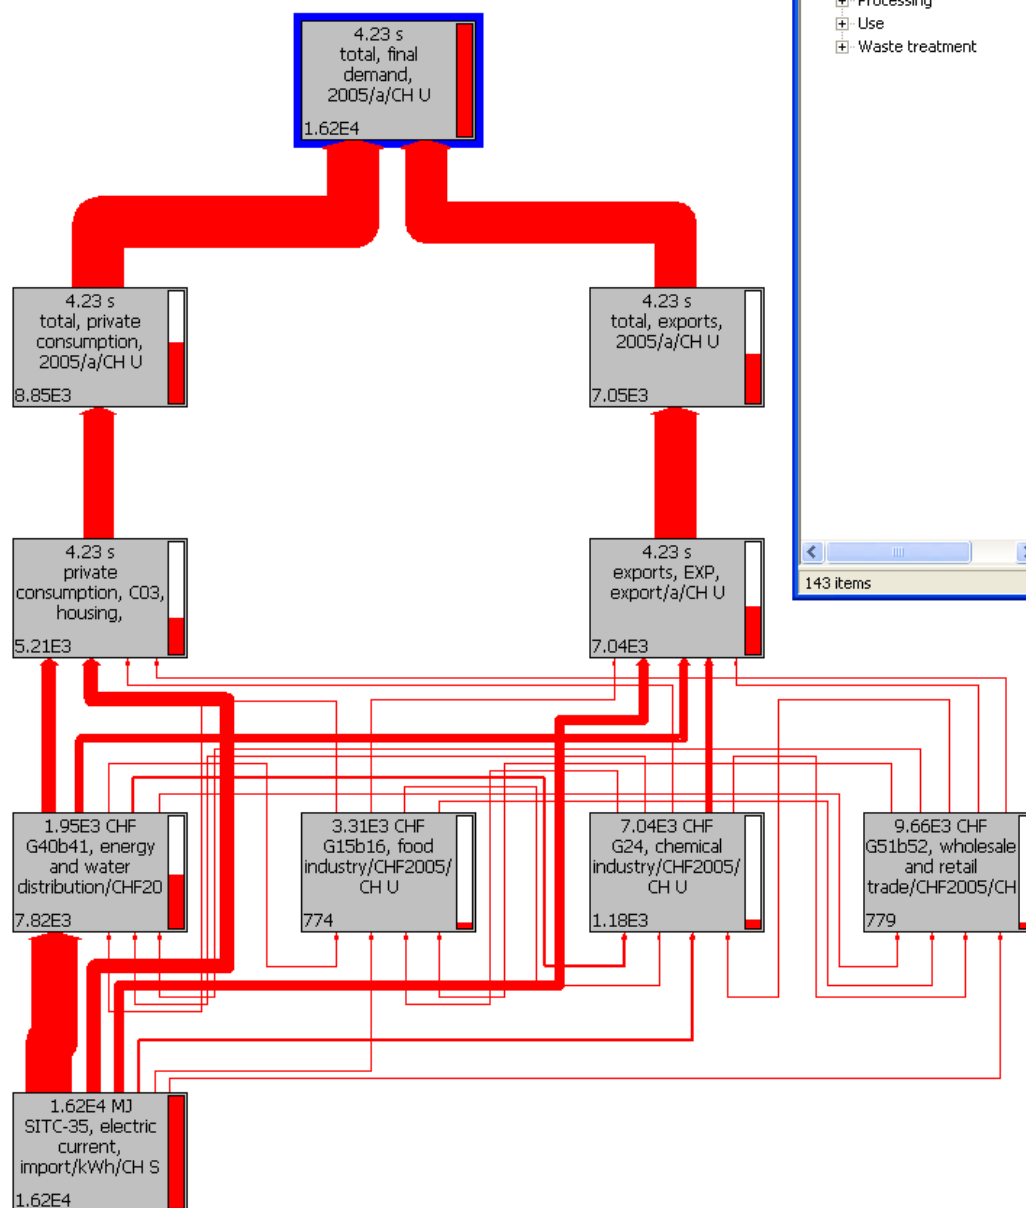 Processing
Use
Waste treatment
4.23 s
total, final
demand,
2005/a/CH U
1.62E4
4.23 s
total, private
consumption,
2005/a/CH U
8.85E3
4.23 s
total, exports,
2005/a/CH U
7.05E3
4.23 s
private
consumption, C03,
housing,
5.21E3
4.23 s
exports, EXP,
export/a/CH U
7.04E3
143 items
1.95E3 CHF
G40b41, energy
and water
distribution/CHF20
7.82E3
3.31E3 CHF
G15b16, food
industry/CHF2005/
CH U
774
7.04E3 CHF
G24, chemical
industry/CHF2005/
CH U
1.18E3
9.66E3 CHF
G51b52, wholesale
and retail
trade/CHF2005/CH
779
1.62E4 MJ
SITC-35, electric
current,
import/kWh/CH S
1.62E4